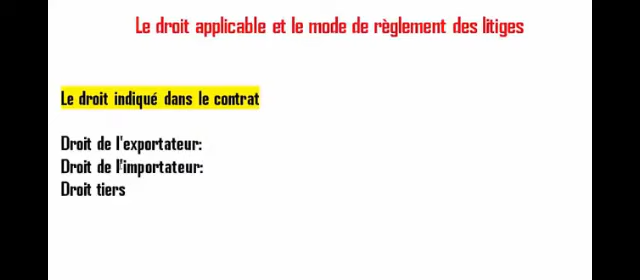 Le droit applicable et le mode de règlement des litiges
Le droit indiqué dans le contrat
Droit de l'exportateur:
Droit de l'importateur:
Droit tiers